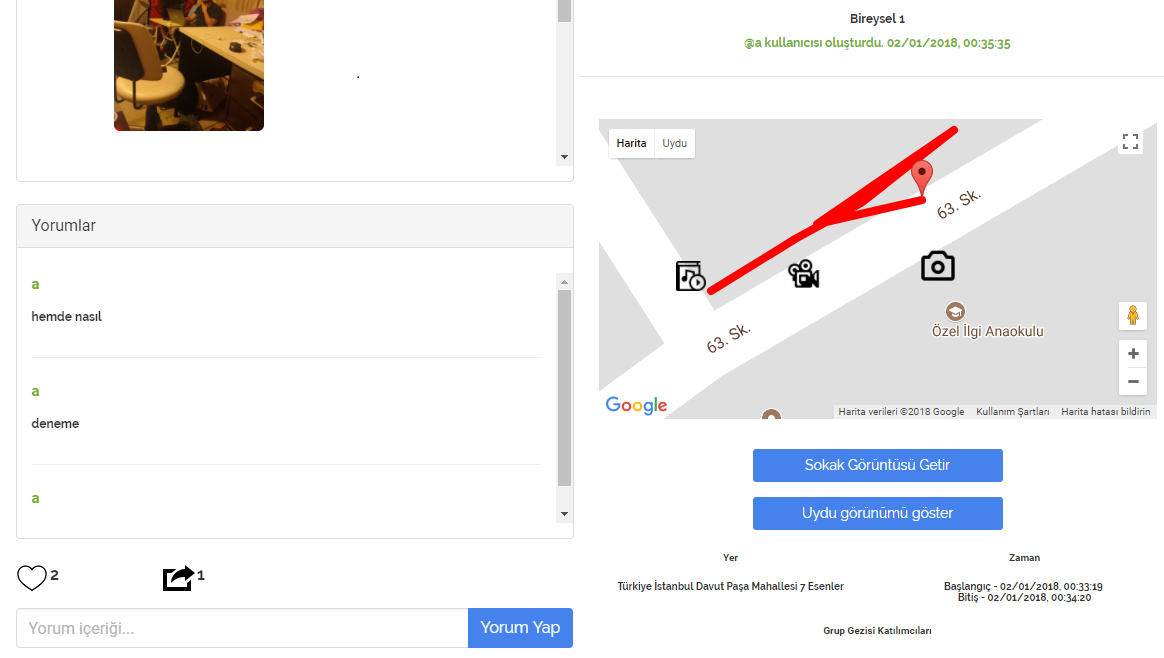 Yorumlar
a
hemde nasıl
a
deneme
a
2
1
Yorum içeriği...
Yorum Yap
Bireysel 1
@a kullanıcısı oluşturdu. 02/01/2018, 00:35:35
Harita
Uydu
63. Sk.
63. Sk.
Özel İlgi Anaokulu
Google
Harita verileri ©2018 Google
Kullanım Şartları
Harita hatası bildirin
Sokak Görüntüsü Getir
Uydu görünümü göster
Yer
Zaman
Türkiye İstanbul Davut Paşa Mahallesi 7 Esenler
Başlangıç - 02/01/2018, 00:33:19
Bitiş - 02/01/2018, 00:34:20
Grup Gezisi Katılımcıları